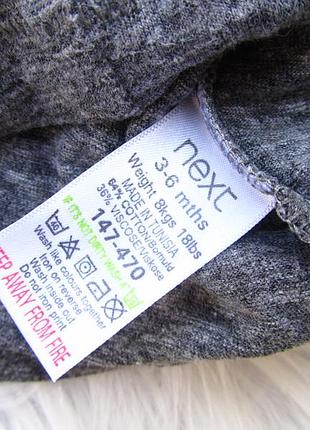 next
3-6 mths
Weight 8kgs 18lbs
MADE IN TUNISIA
64% COTTON/Bomuld
36% VISCOSE/Viskose
147-470
IF IT'S NOT DIRTY WASH AT
Wash like colours together
Iron on reverse
Wash inside out
Do not iron print
KEEP AWAY FROM FIRE